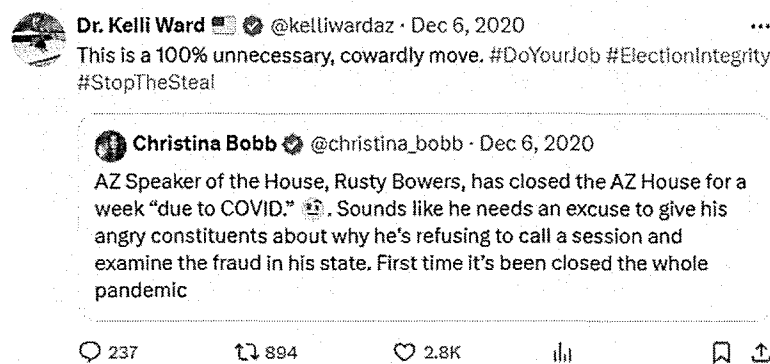 Dr. Kelli Ward @kelliwardaz · Dec 6, 2020
This is a 100% unnecessary, cowardly move. #DoYourJob #ElectionIntegrity
#StopTheSteal
Christina Bobb @christina_bobb · Dec 6, 2020
AZ Speaker of the House, Rusty Bowers, has closed the AZ House for a
week “due to COVID.” 🤨. Sounds like he needs an excuse to give his
angry constituents about why he's refusing to call a session and
examine the fraud in his state. First time it’s been closed the whole
pandemic
237 894 2.8K